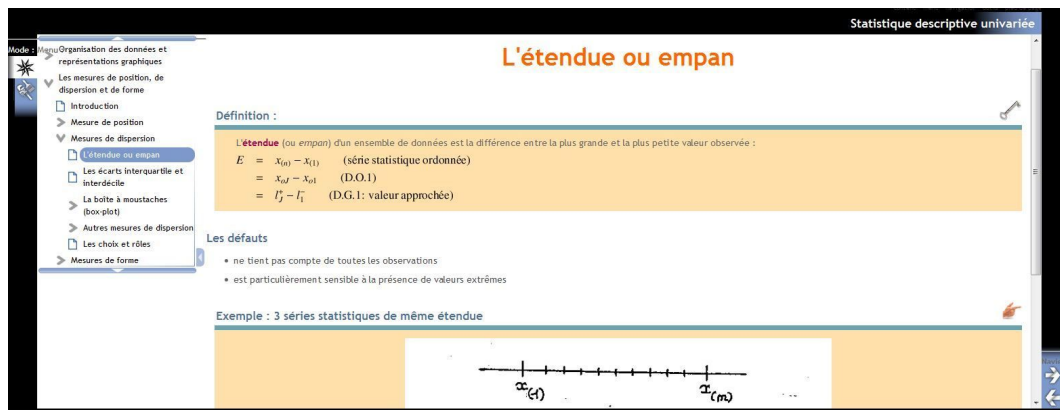 Statistique descriptive univariée
Mode :
Menu
Organisation des données et
représentations graphiques
Les mesures de position, de
dispersion et de forme
Introduction
Mesure de position
Mesures de dispersion
L'étendue ou empan
Les écarts interquartile et
interdécile
La boîte à moustaches
(box-plot)
Autres mesures de dispersion
Les choix et rôles
Mesures de forme
L'étendue ou empan
Définition :
L'étendue (ou empan) d'un ensemble de données est la différence entre la plus grande et la plus petite valeur observée :
E = x(n) − x(1) (série statistique ordonnée)
= xoJ − xo1 (D.O.1)
= l⁺J − l⁻1 (D.G.1: valeur approchée)
Les défauts
• ne tient pas compte de toutes les observations
• est particulièrement sensible à la présence de valeurs extrêmes
Exemple : 3 séries statistiques de même étendue
x(1) x(n)